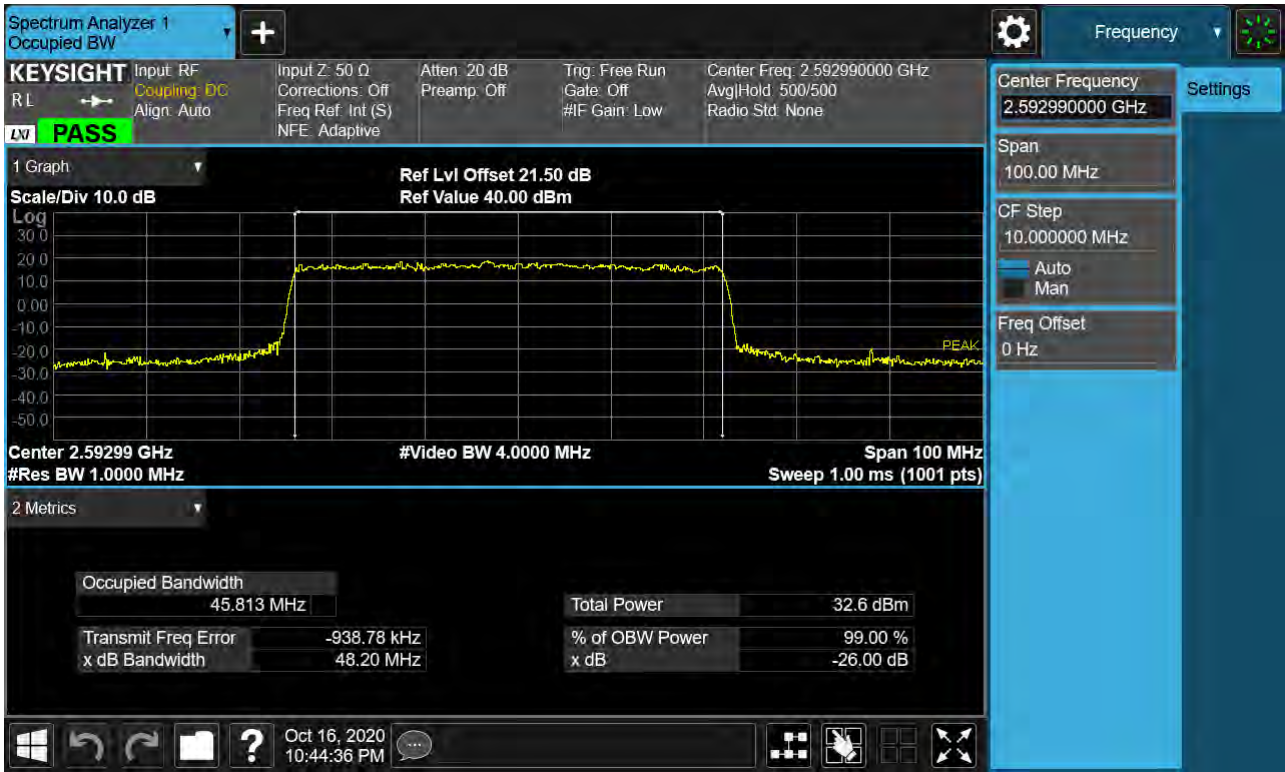 Spectrum Analyzer 1
Occupied BW
+
Frequency
KEYSIGHT
R L
LXI
PASS
Input: RF
Coupling: DC
Align: Auto
Input Z: 50 Ω
Corrections: Off
Freq Ref: Int (S)
NFE: Adaptive
Atten: 20 dB
Preamp: Off
Trig: Free Run
Gate: Off
#IF Gain: Low
Center Freq: 2.592990000 GHz
Avg|Hold: 500/500
Radio Std: None
Center Frequency
2.592990000 GHz
Settings
Span
100.00 MHz
CF Step
10.000000 MHz
Auto
Man
Freq Offset
0 Hz
1 Graph
Scale/Div 10.0 dB
Ref Lvl Offset 21.50 dB
Ref Value 40.00 dBm
Log
30.0
20.0
10.0
0.00
-10.0
-20.0
-30.0
-40.0
-50.0
PEAK
Center 2.59299 GHz
#Video BW 4.0000 MHz
Span 100 MHz
#Res BW 1.0000 MHz
Sweep 1.00 ms (1001 pts)
2 Metrics
Occupied Bandwidth
45.813 MHz
Total Power 32.6 dBm
Transmit Freq Error -938.78 kHz
% of OBW Power 99.00 %
x dB Bandwidth 48.20 MHz
x dB -26.00 dB
?
Oct 16, 2020
10:44:36 PM